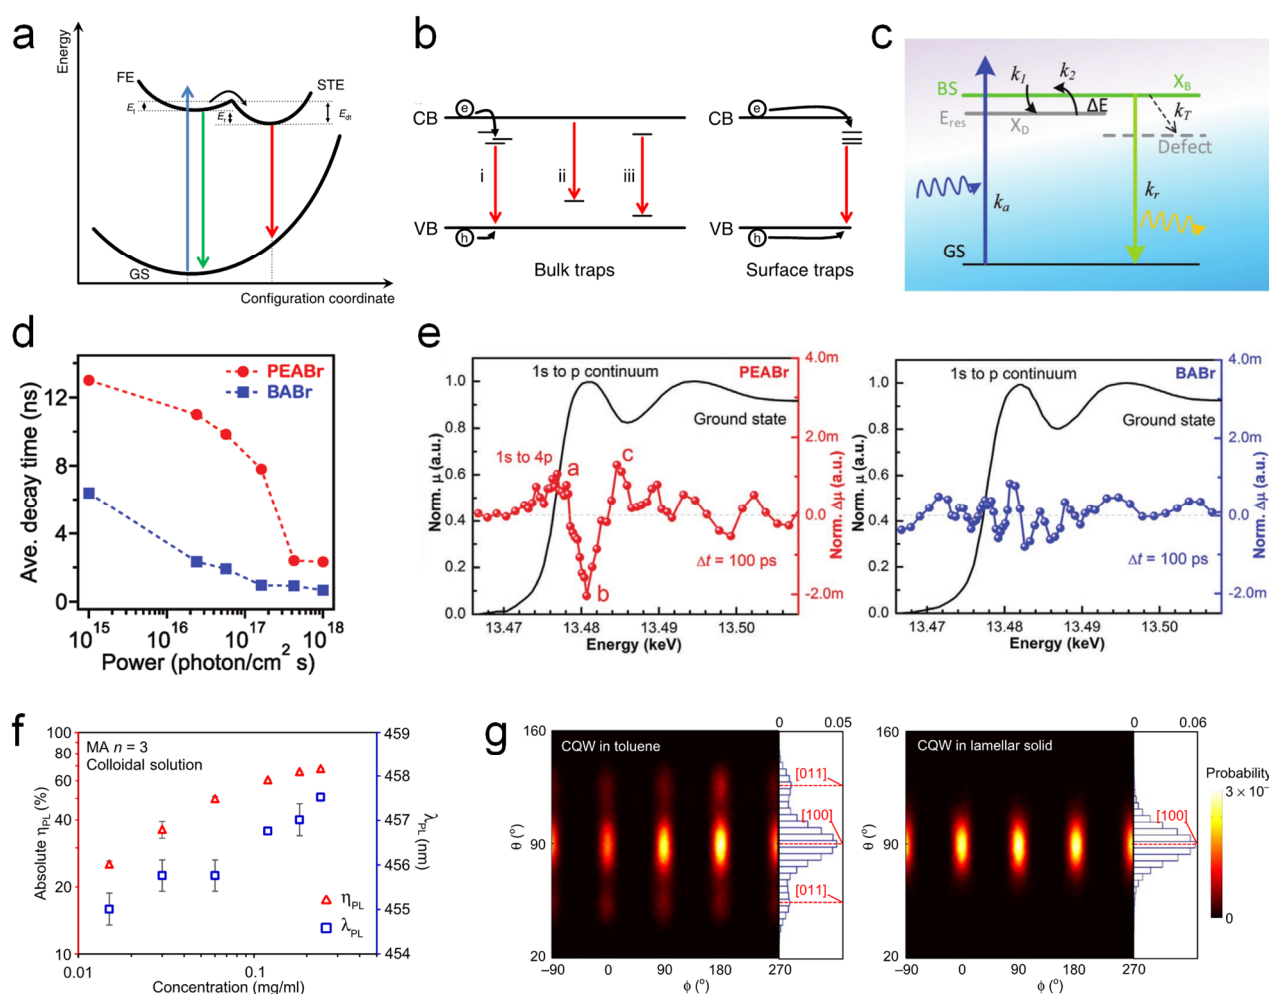 a
Energy
FE
STE
E_t
E_r
E_dt
GS
Configuration coordinate
b
e
CB
i
ii
iii
VB
h
Bulk traps
e
CB
VB
h
Surface traps
c
BS
k_1
k_2
X_B
E_res
X_D
ΔE
k_T
Defect
k_a
k_r
GS
d
PEABr
BABr
12
8
4
0
Ave. decay time (ns)
10^15
10^16
10^17
10^18
Power (photon/cm^2 s)
e
1s to p continuum
PEABr
Ground state
1s to 4p
a
b
c
Δt = 100 ps
1.0
0.8
0.6
0.4
0.2
0.0
Norm. μ (a.u.)
4.0m
2.0m
0.0
-2.0m
Norm. Δμ (a.u.)
13.47
13.48
13.49
13.50
Energy (keV)
1s to p continuum
BABr
Ground state
Δt = 100 ps
1.0
0.8
0.6
0.4
0.2
0.0
Norm. μ (a.u.)
4.0m
2.0m
0.0
-2.0m
Norm. Δμ (a.u.)
13.47
13.48
13.49
13.50
Energy (keV)
f
MA n = 3
Colloidal solution
η_PL
λ_PL
100
80
60
40
20
10
Absolute η_PL (%)
459
458
457
456
455
454
λ_PL (nm)
0.01
0.1
Concentration (mg/ml)
g
CQW in toluene
0
0.05
[011]
[100]
[011]
160
90
20
θ (°)
−90
0
90
180
270
ϕ (°)
CQW in lamellar solid
0
0.06
[100]
160
90
20
θ (°)
−90
0
90
180
270
ϕ (°)
Probability
0